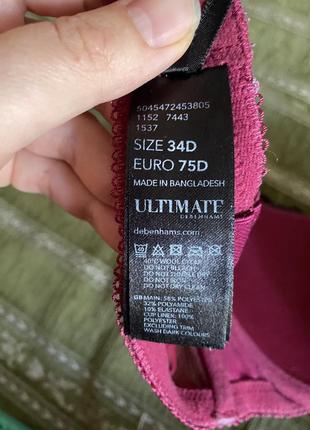 5045472453805
1152 7443
1537
SIZE 34D
EURO 75D
MADE IN BANGLADESH
ULTIMATE
DEBENHAMS
debenhams.com
40
40°C WOOL CYCLE
DO NOT BLEACH
DO NOT TUMBLE DRY
DO NOT IRON
DO NOT DRY CLEAN
GB MAIN: 58% POLYESTER
32% POLYAMIDE
10% ELASTANE
CUP LINER: 100%
POLYESTER
EXCLUDING TRIM
WASH DARK COLOURS